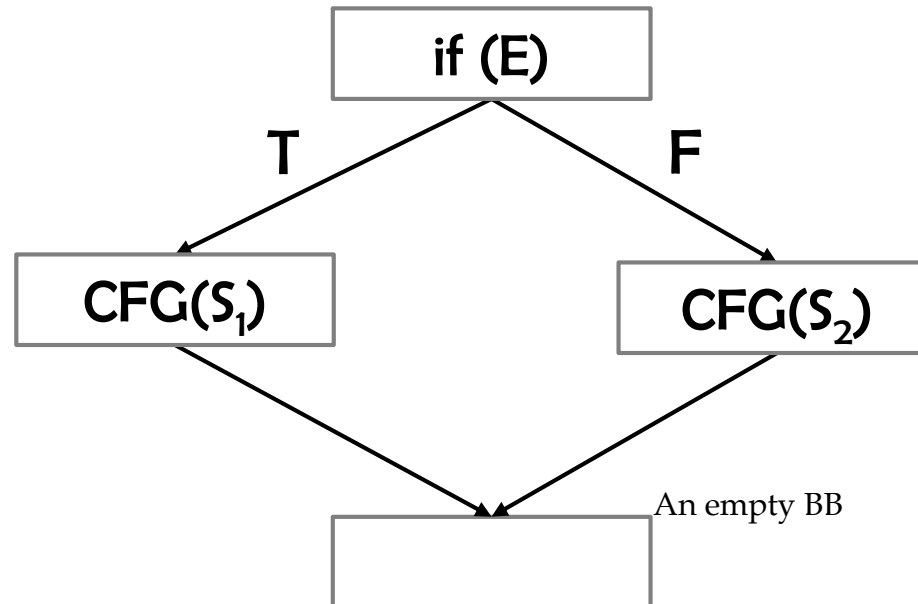 if (E)
T
F
CFG(S₁)
CFG(S₂)
An empty BB